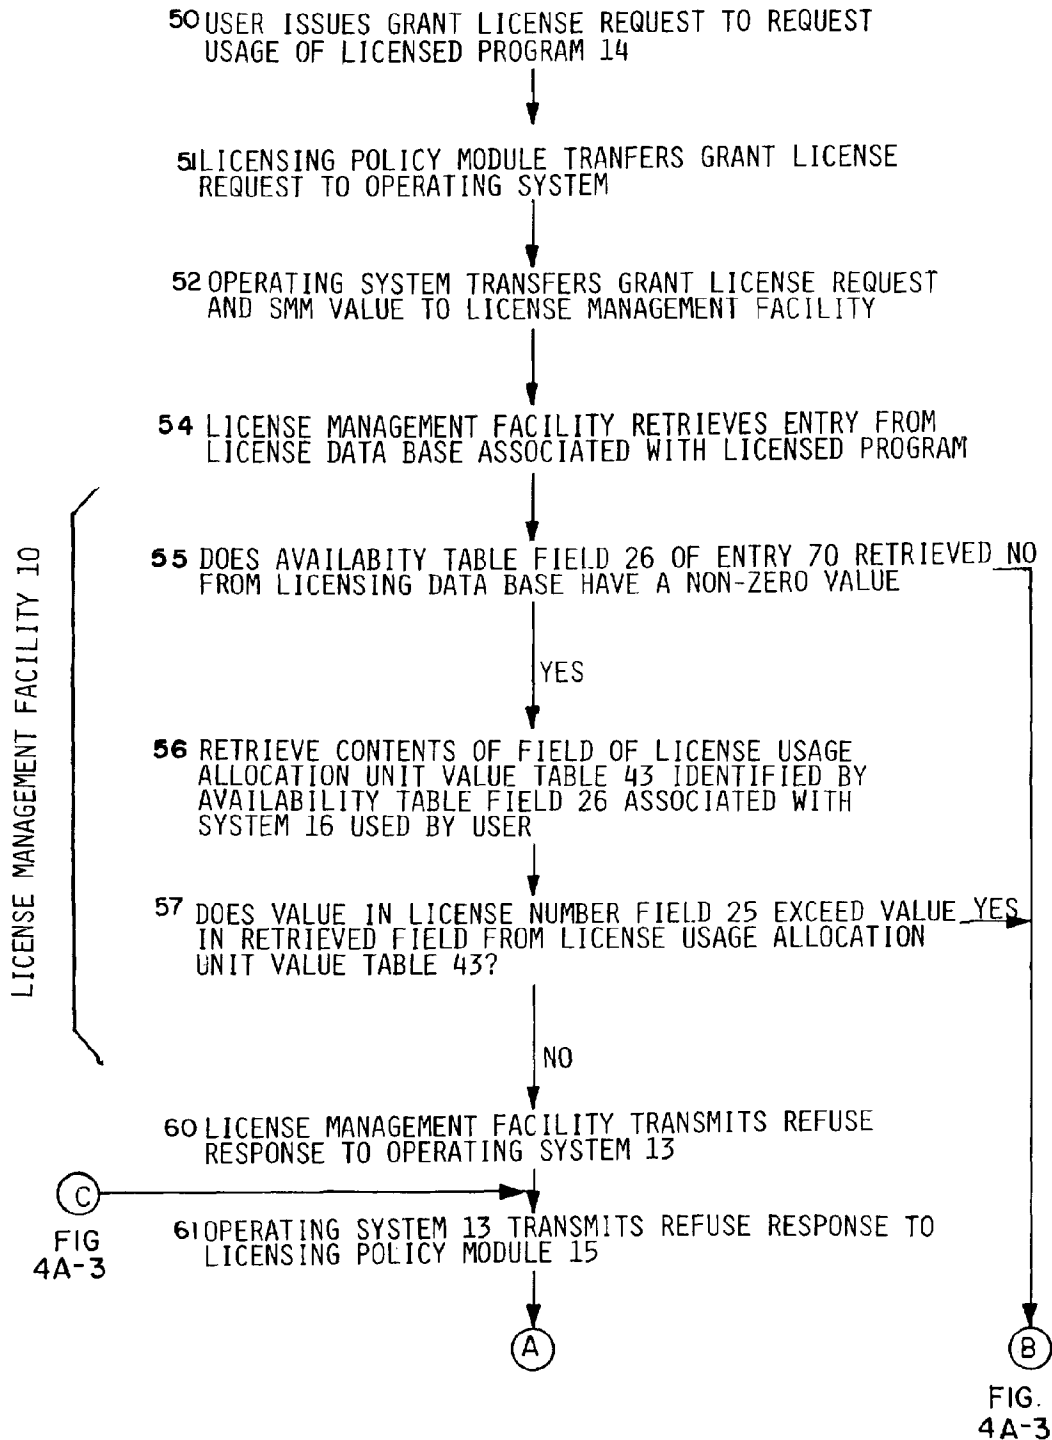 50 USER ISSUES GRANT LICENSE REQUEST TO REQUEST
USAGE OF LICENSED PROGRAM 14
51 LICENSING POLICY MODULE TRANFERS GRANT LICENSE
REQUEST TO OPERATING SYSTEM
52 OPERATING SYSTEM TRANSFERS GRANT LICENSE REQUEST
AND SMM VALUE TO LICENSE MANAGEMENT FACILITY
54 LICENSE MANAGEMENT FACILITY RETRIEVES ENTRY FROM
LICENSE DATA BASE ASSOCIATED WITH LICENSED PROGRAM
LICENSE MANAGEMENT FACILITY 10
55 DOES AVAILABITY TABLE FIELD 26 OF ENTRY 70 RETRIEVED NO
FROM LICENSING DATA BASE HAVE A NON-ZERO VALUE
YES
56 RETRIEVE CONTENTS OF FIELD OF LICENSE USAGE
ALLOCATION UNIT VALUE TABLE 43 IDENTIFIED BY
AVAILABILITY TABLE FIELD 26 ASSOCIATED WITH
SYSTEM 16 USED BY USER
57 DOES VALUE IN LICENSE NUMBER FIELD 25 EXCEED VALUE YES
IN RETRIEVED FIELD FROM LICENSE USAGE ALLOCATION
UNIT VALUE TABLE 43?
NO
60 LICENSE MANAGEMENT FACILITY TRANSMITS REFUSE
RESPONSE TO OPERATING SYSTEM 13
C
FIG
4A-3
61 OPERATING SYSTEM 13 TRANSMITS REFUSE RESPONSE TO
LICENSING POLICY MODULE 15
A
B
FIG.
4A-3